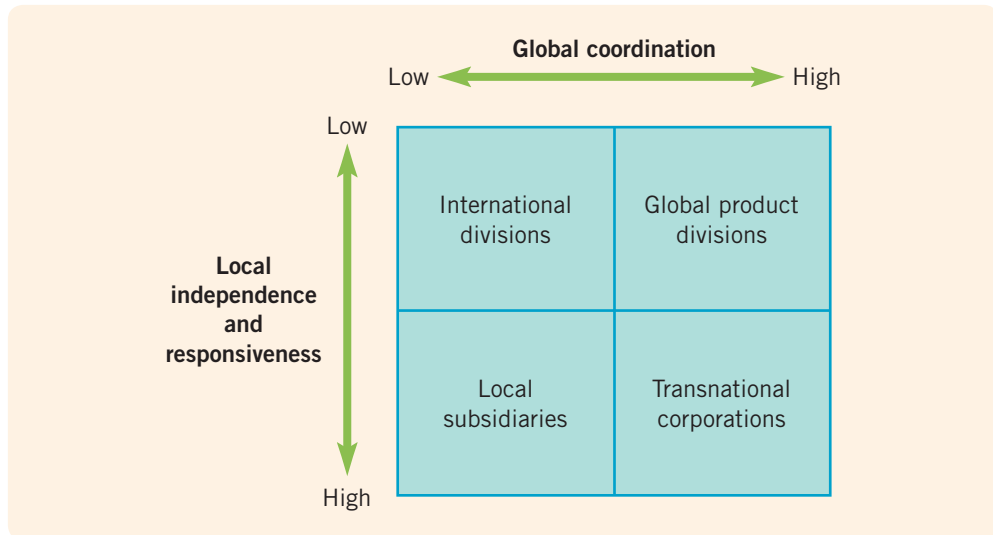 Global coordination
Low
High
Low
International
divisions
Global product
divisions
Local
independence
and
responsiveness
Local
subsidiaries
Transnational
corporations
High